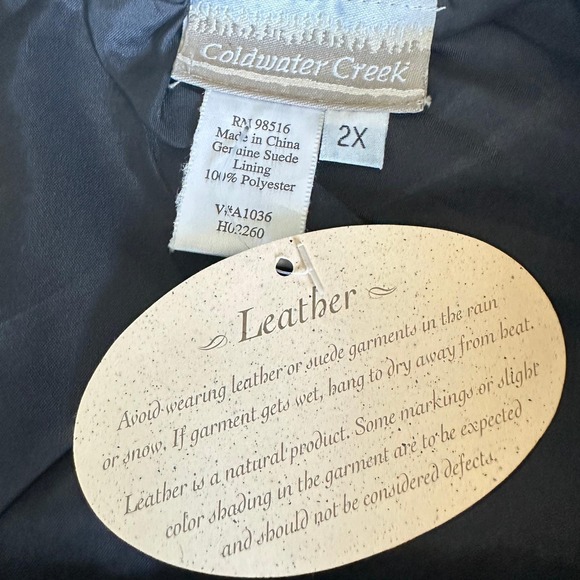 Coldwater Creek
RN 98516
Made in China
Genuine Suede
Lining
100% Polyester
V#A1036
H02260
2X
Leather
Avoid wearing leather or suede garments in the rain
or snow. If garment gets wet, hang to dry away from heat.
Leather is a natural product. Some markings or slight
color shading in the garment are to be expected
and should not be considered defects.